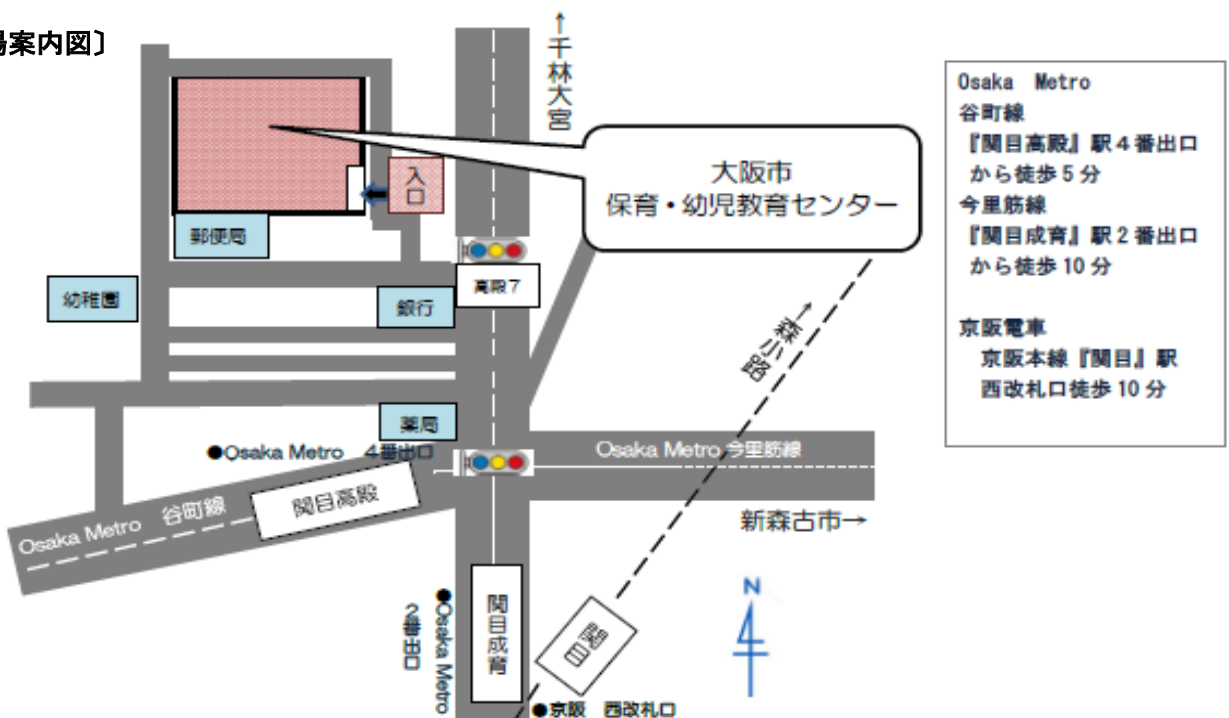 場案内図〕
↑千林大宮
大阪市
保育・幼児教育センター
入口
郵便局
幼稚園
銀行
高殿7
薬局
↑森小路
●Osaka Metro 4番出口
Osaka Metro 今里筋線
Osaka Metro 谷町線
関目高殿
新森古市→
関目成育
●Osaka Metro
2番出口
関目
●京阪 西改札口
N
Osaka Metro
谷町線
『関目高殿』駅4番出口
から徒歩5分
今里筋線
『関目成育』駅2番出口
から徒歩10分
京阪電車
京阪本線『関目』駅
西改札口徒歩10分